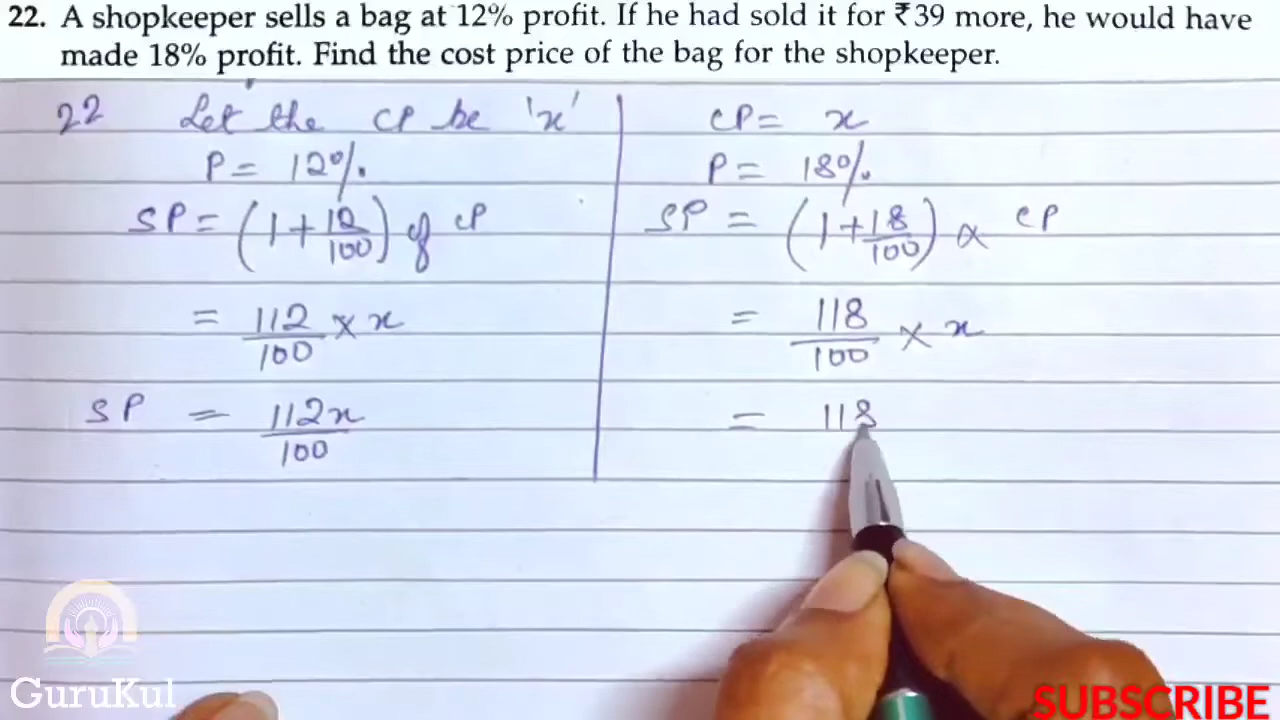 22. A shopkeeper sells a bag at 12% profit. If he had sold it for ₹39 more, he would have
made 18% profit. Find the cost price of the bag for the shopkeeper.
22 Let the CP be 'x'
P = 12%.
SP = (1 + 12/100) of CP
= 112/100 × x
SP = 112x/100
CP = x
P = 18%.
SP = (1 + 18/100) of CP
= 118/100 × x
= 118
GuruKul
SUBSCRIBE